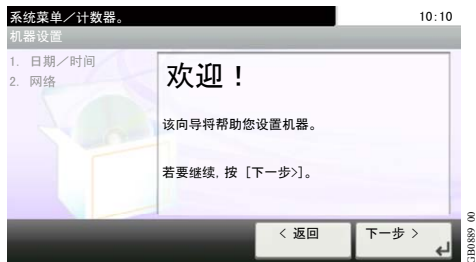 系统菜单／计数器。
10:10
机器设置
1. 日期／时间
2. 网络
欢迎！
该向导将帮助您设置机器。
若要继续, 按 [下一步>]。
< 返回
下一步 >
GB0889_00